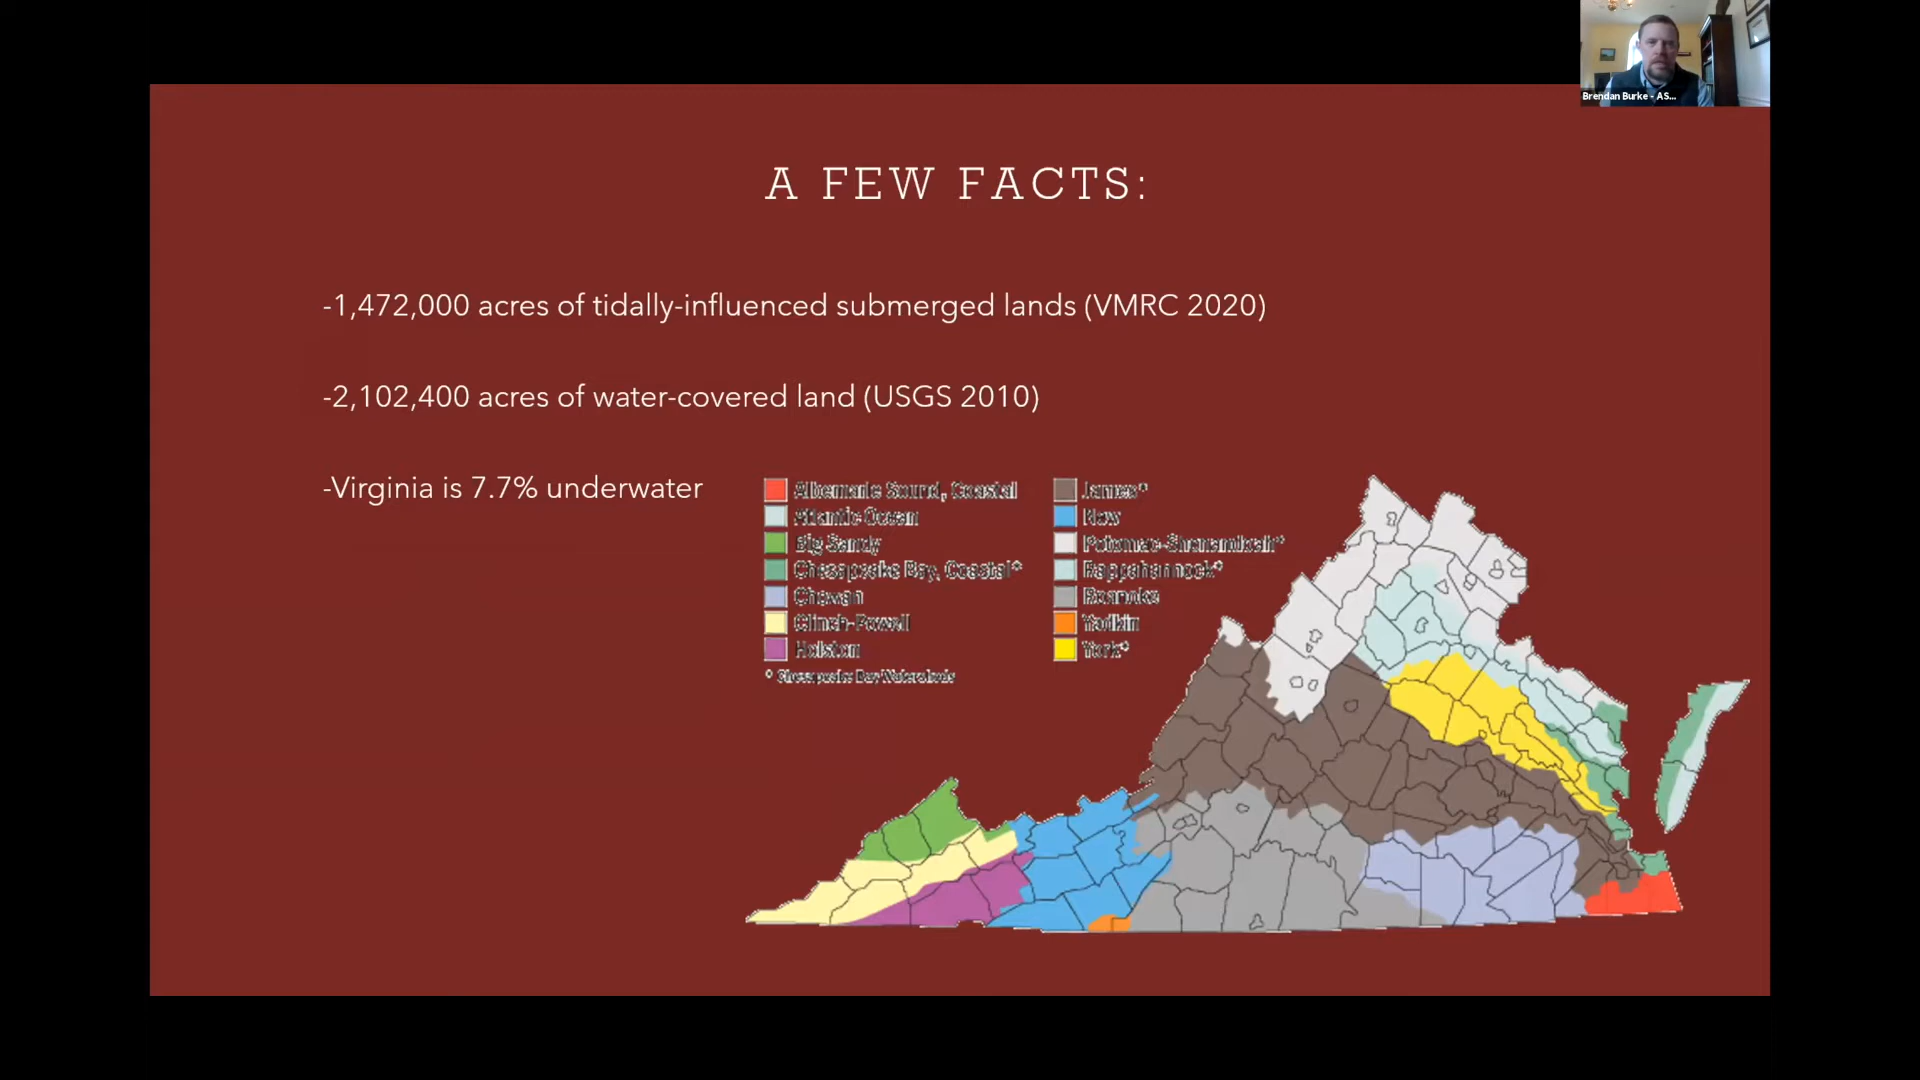 Brendan Burke - AS...
A FEW FACTS:
-1,472,000 acres of tidally-influenced submerged lands (VMRC 2020)
-2,102,400 acres of water-covered land (USGS 2010)
-Virginia is 7.7% underwater
Albemarle Sound, Coastal
Atlantic Ocean
Big Sandy
Chesapeake Bay, Coastal*
Chowan
Clinch-Powell
Holston
* Chesapeake Bay Watersheds
James*
New
Potomac-Shenandoah*
Rappahannock*
Roanoke
Yadkin
York*